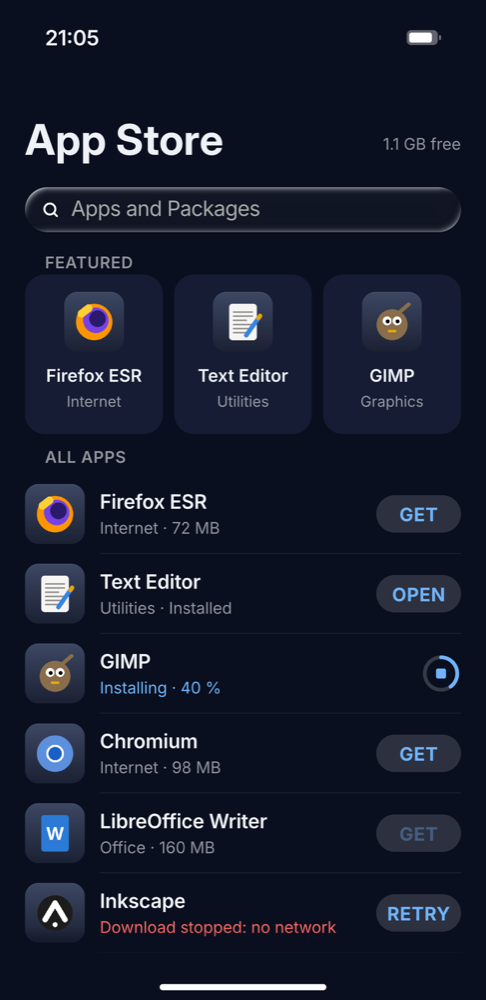 21:05
App Store
1.1 GB free
Apps and Packages
FEATURED
Firefox ESR
Internet
Text Editor
Utilities
GIMP
Graphics
ALL APPS
Firefox ESR
Internet · 72 MB
GET
Text Editor
Utilities · Installed
OPEN
GIMP
Installing · 40 %
Chromium
Internet · 98 MB
GET
W
LibreOffice Writer
Office · 160 MB
GET
Inkscape
Download stopped: no network
RETRY